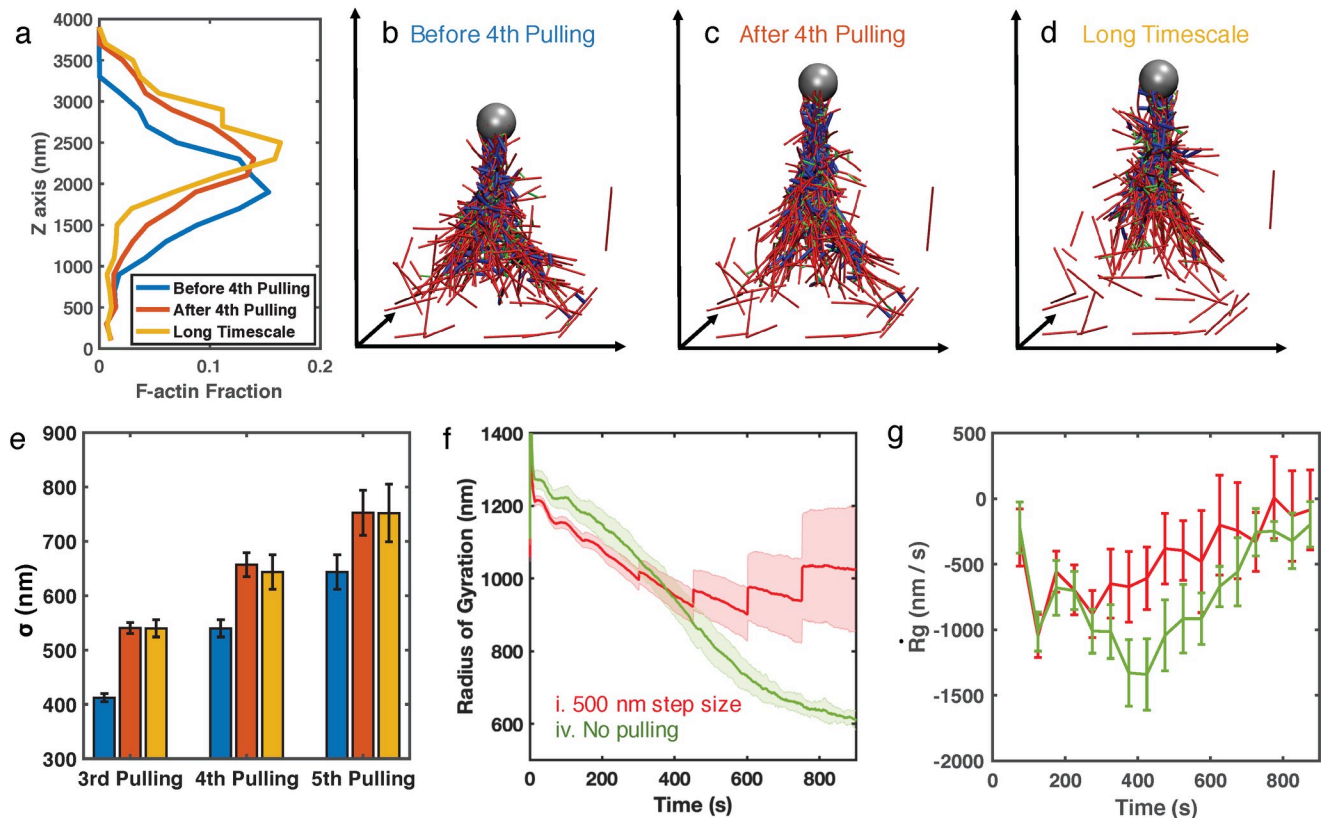 a
4000
3500
3000
2500
2000
1500
1000
500
0
Z axis (nm)
0
0.1
0.2
F-actin Fraction
Before 4th Pulling
After 4th Pulling
Long Timescale
b Before 4th Pulling
c After 4th Pulling
d Long Timescale
e
900
800
700
600
500
400
300
σ (nm)
3rd Pulling 4th Pulling 5th Pulling
f
1400
1200
1000
800
600
Radius of Gyration (nm)
i. 500 nm step size
iv. No pulling
0 200 400 600 800
Time (s)
g
500
0
-500
-1000
-1500
-2000
Ṙg (nm / s)
0 200 400 600 800
Time (s)